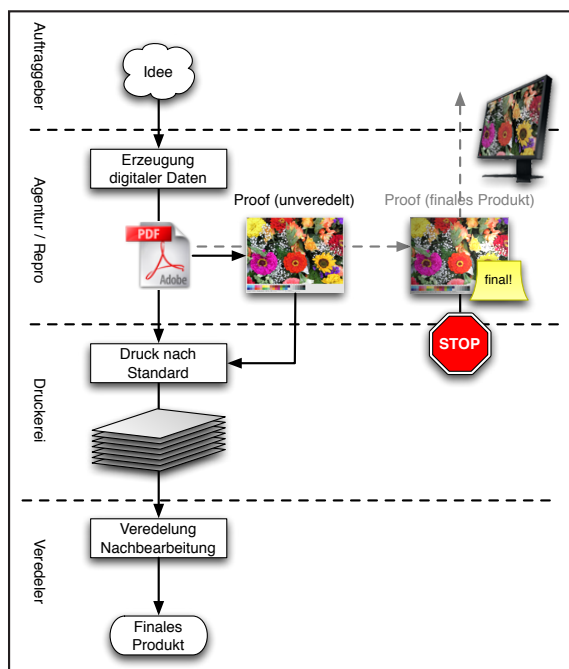 Auftraggeber
Idee
Agentur / Repro
Erzeugung
digitaler Daten
Proof (unveredelt)
Proof (finales Produkt)
PDF
Adobe
final!
STOP
Druckerei
Druck nach
Standard
Veredeler
Veredelung
Nachbearbeitung
Finales
Produkt